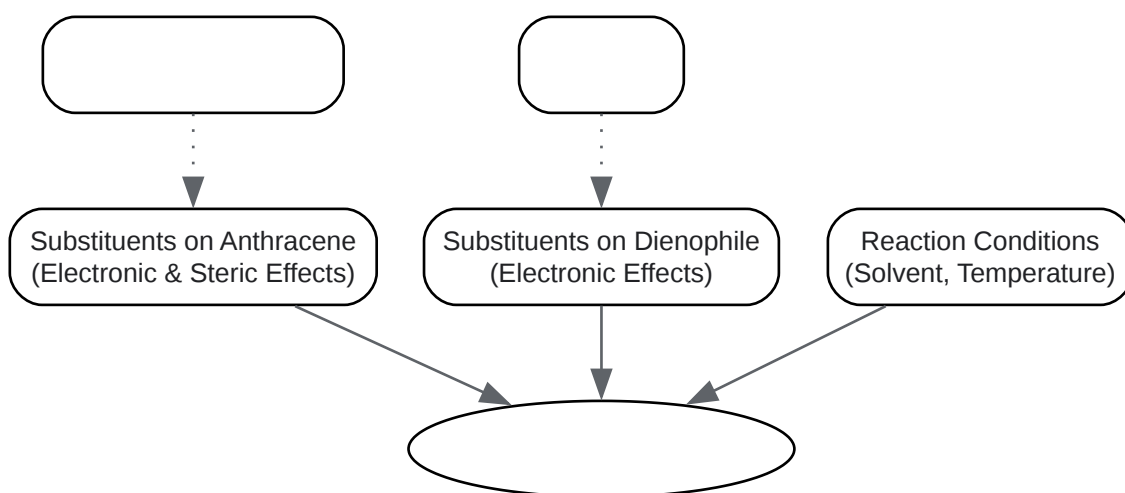 Substituents on Anthracene
(Electronic & Steric Effects)
Substituents on Dienophile
(Electronic Effects)
Reaction Conditions
(Solvent, Temperature)